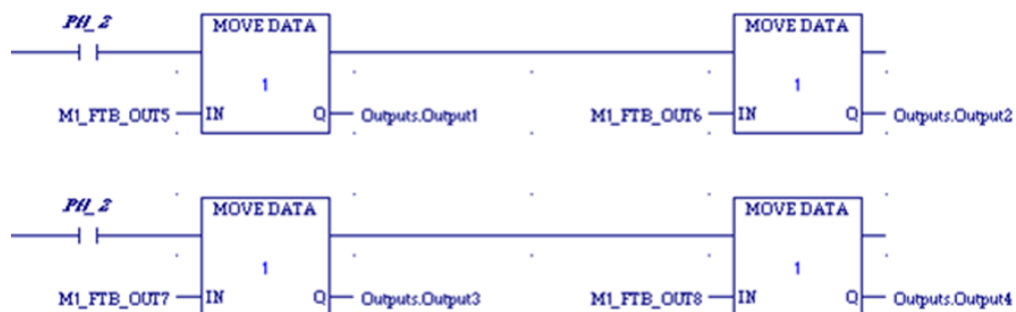 PH_2 MOVE DATA MOVE DATA
1 1
M1_FTB_OUT5 IN Q Outputs.Output1 M1_FTB_OUT6 IN Q Outputs.Output2
PH_2 MOVE DATA MOVE DATA
1 1
M1_FTB_OUT7 IN Q Outputs.Output3 M1_FTB_OUT8 IN Q Outputs.Output4